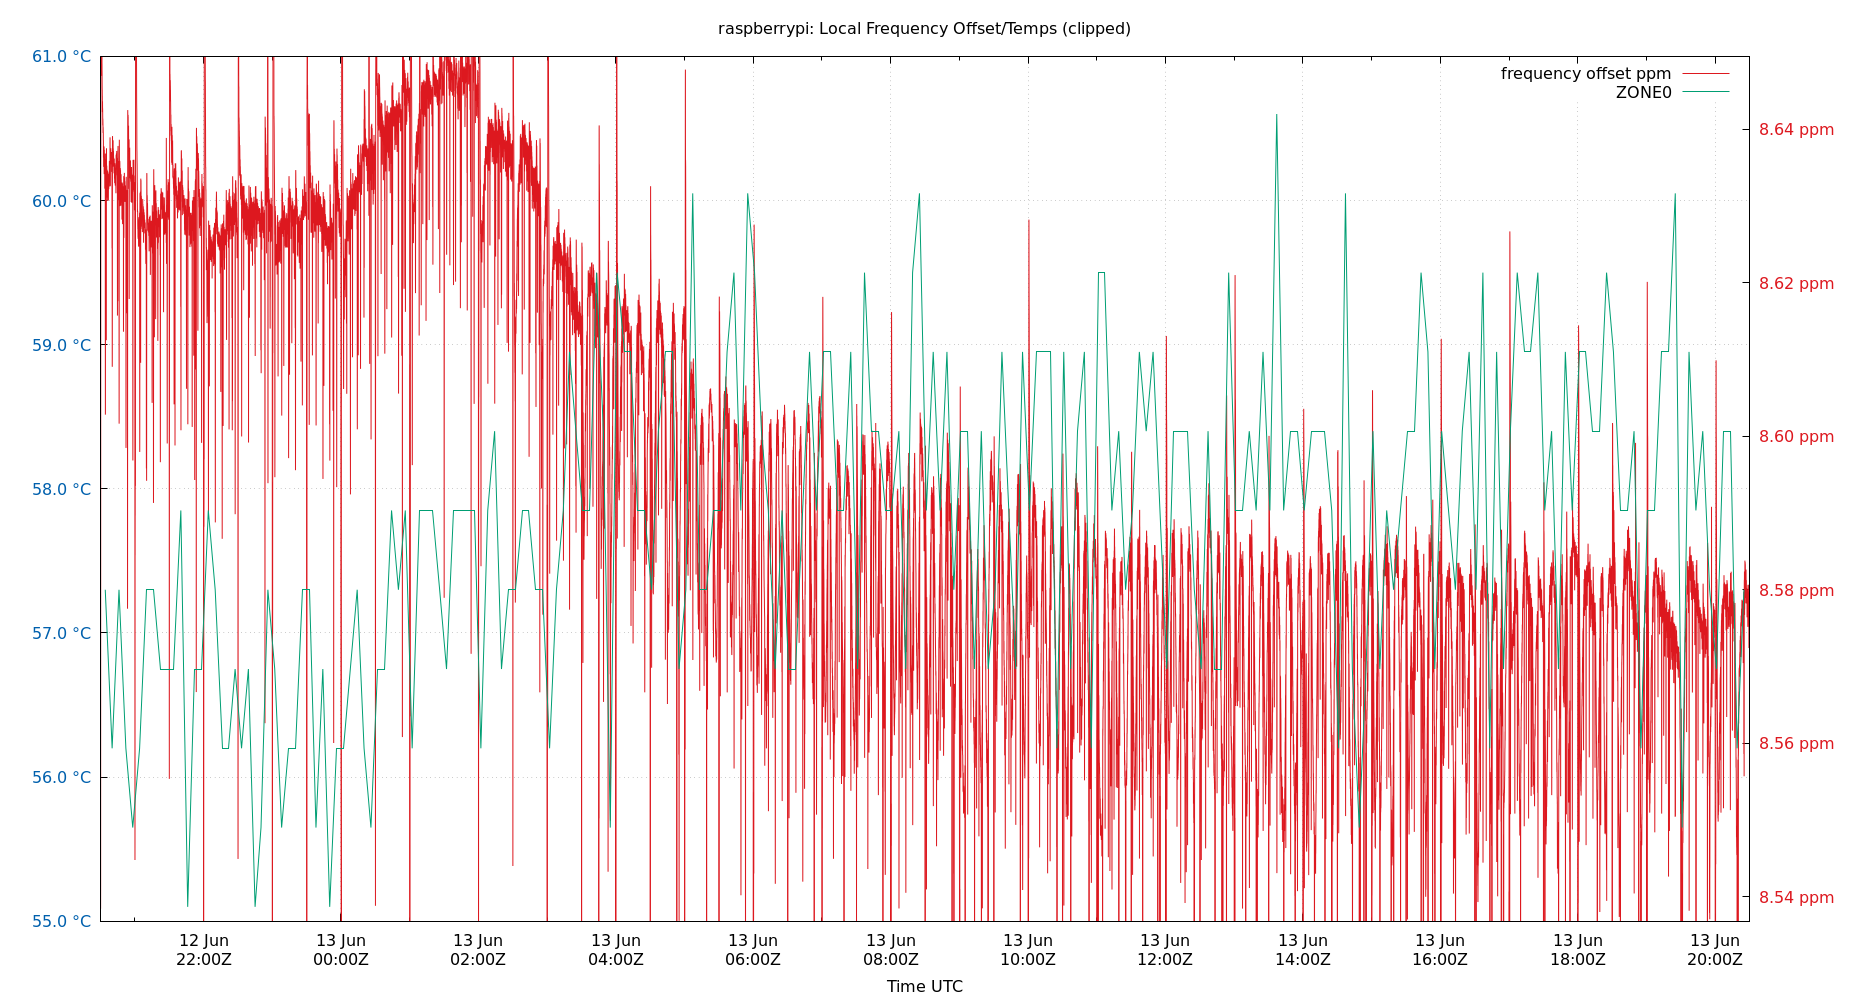 raspberrypi: Local Frequency Offset/Temps (clipped)
61.0 °C
60.0 °C
59.0 °C
58.0 °C
57.0 °C
56.0 °C
55.0 °C
frequency offset ppm
ZONE0
8.64 ppm
8.62 ppm
8.60 ppm
8.58 ppm
8.56 ppm
8.54 ppm
12 Jun
22:00Z
13 Jun
00:00Z
13 Jun
02:00Z
13 Jun
04:00Z
13 Jun
06:00Z
13 Jun
08:00Z
13 Jun
10:00Z
13 Jun
12:00Z
13 Jun
14:00Z
13 Jun
16:00Z
13 Jun
18:00Z
13 Jun
20:00Z
Time UTC